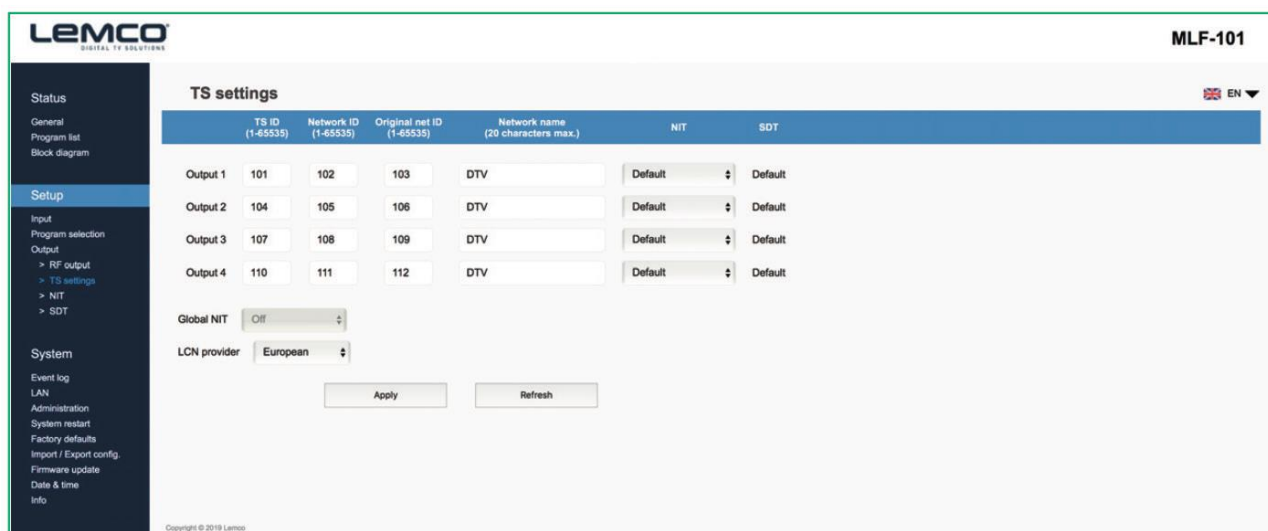 Lemco
DIGITAL TV SOLUTIONS
MLF-101
Status
General
Program list
Block diagram
Setup
Input
Program selection
Output
> RF output
> TS settings
> NIT
> SDT
System
Event log
LAN
Administration
System restart
Factory defaults
Import / Export config.
Firmware update
Date & time
Info
TS settings
EN
TS ID (1-65535) Network ID (1-65535) Original net ID (1-65535) Network name (20 characters max.) NIT SDT
Output 1 101 102 103 DTV Default Default
Output 2 104 105 106 DTV Default Default
Output 3 107 108 109 DTV Default Default
Output 4 110 111 112 DTV Default Default
Global NIT Off
LCN provider European
Apply Refresh
Copyright © 2019 Lemco